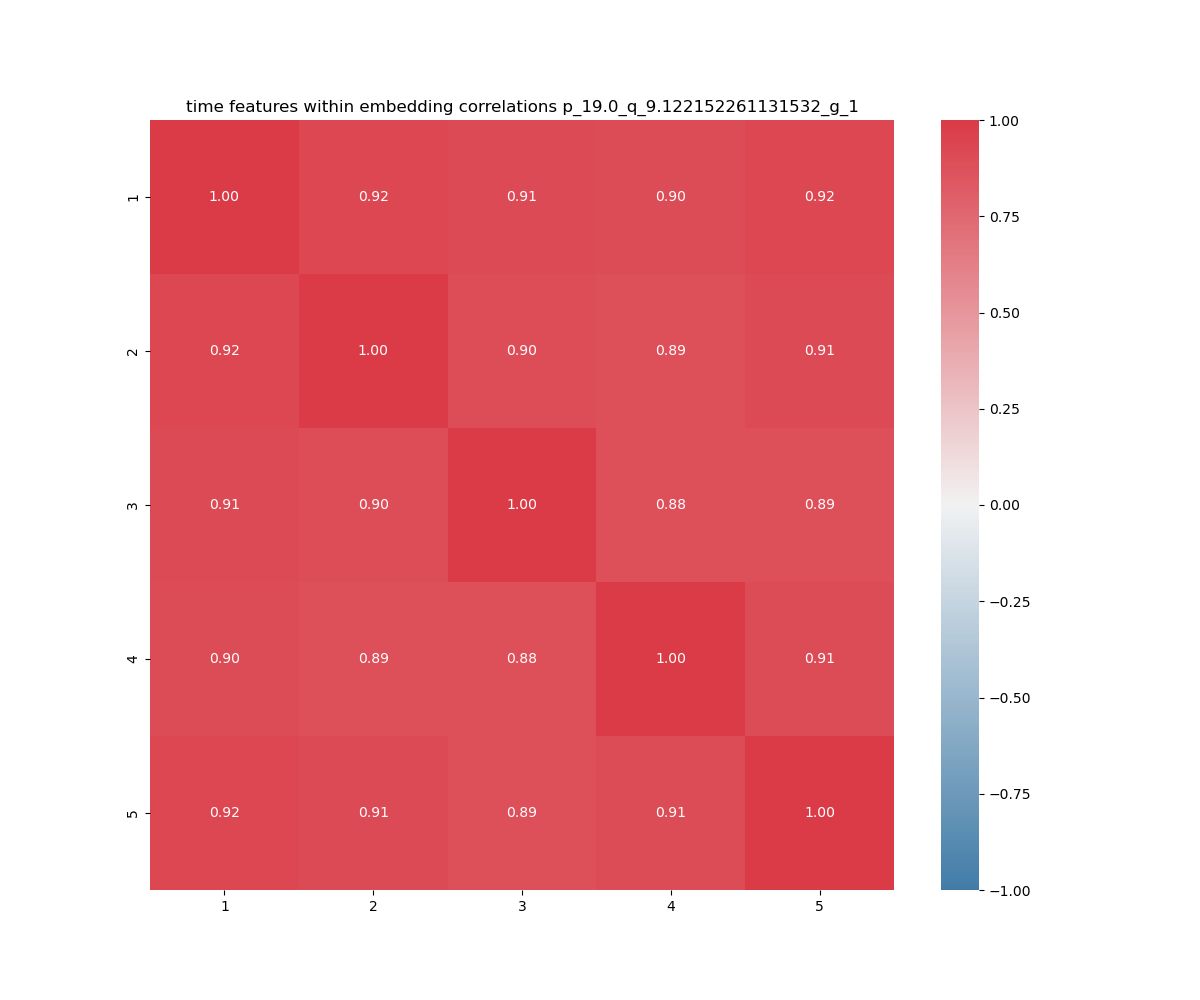 time features within embedding correlations p_19.0_q_9.122152261131532_g_1
1 1.00 0.92 0.91 0.90 0.92
2 0.92 1.00 0.90 0.89 0.91
3 0.91 0.90 1.00 0.88 0.89
4 0.90 0.89 0.88 1.00 0.91
5 0.92 0.91 0.89 0.91 1.00
1 2 3 4 5
1.00
0.75
0.50
0.25
0.00
−0.25
−0.50
−0.75
−1.00